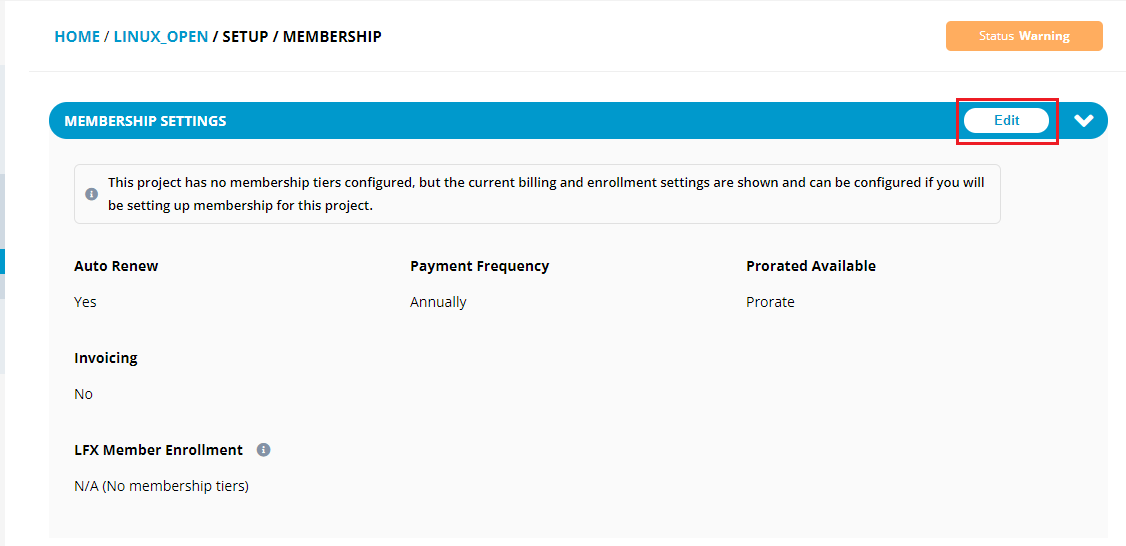 HOME / LINUX_OPEN / SETUP / MEMBERSHIP
Status Warning
MEMBERSHIP SETTINGS
Edit
This project has no membership tiers configured, but the current billing and enrollment settings are shown and can be configured if you will
be setting up membership for this project.
Auto Renew
Payment Frequency
Prorated Available
Yes
Annually
Prorate
Invoicing
No
LFX Member Enrollment
N/A (No membership tiers)